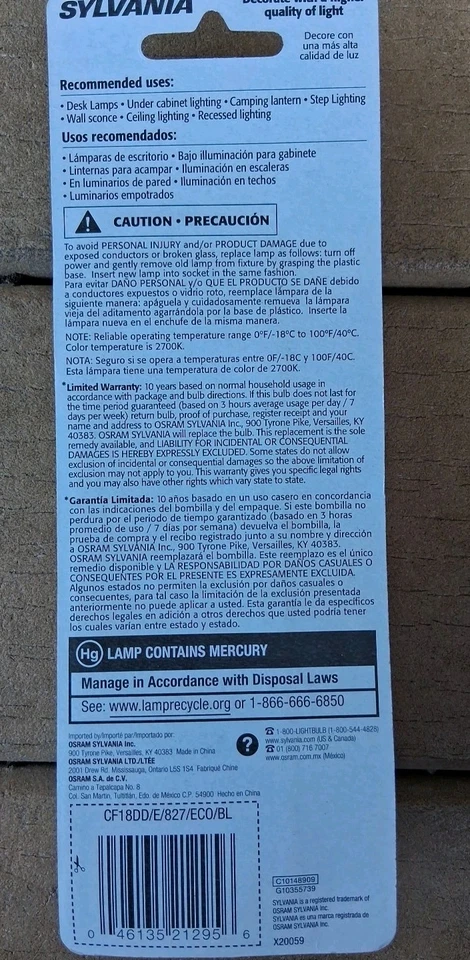 SYLVANIA
quality of light
Decore con
una más alta
calidad de luz
Recommended uses:
• Desk Lamps • Under cabinet lighting • Camping lantern • Step Lighting
• Wall sconce • Ceiling lighting • Recessed lighting
Usos recomendados:
• Lámparas de escritorio • Bajo illuminación para gabinete
• Linternas para acampar • Iluminación en escaleras
• En luminarios de pared • Iluminación en techos
• Luminarios empotrados
CAUTION • PRECAUCIÓN
To avoid PERSONAL INJURY and/or PRODUCT DAMAGE due to
exposed conductors or broken glass, replace lamp as follows: turn off
power and gently remove old lamp from fixture by grasping the plastic
base. Insert new lamp into socket in the same fashion.
Para evitar DAÑO PERSONAL y/o QUE EL PRODUCTO SE DAÑE debido
a conductores expuestos o vidrio roto, reemplace lámpara de la
siguiente manera: apáguela y cuidadosamente remueva la lámpara
vieja del aditamento agarrándola por la base de plástico. Inserte la
lámpara nueva en el enchufe de la misma manera.
NOTE: Reliable operating temperature range 0°F/-18°C to 100°F/40°C.
Color temperature is 2700K.
NOTA: Seguro si se opera a temperaturas entre 0F/-18C y 100F/40C.
Esta lámpara tiene una temperatura de color de 2700K.
*Limited Warranty: 10 years based on normal household usage in
accordance with package and bulb directions. If this bulb does not last for
the time period guaranteed (based on 3 hours average usage per day / 7
days per week) return bulb, proof of purchase, register receipt and your
name and address to OSRAM SYLVANIA Inc., 900 Tyrone Pike, Versailles, KY
40383. OSRAM SYLVANIA will replace the bulb. This replacement is the sole
remedy available, and LIABILITY FOR INCIDENTAL OR CONSEQUENTIAL
DAMAGES IS HEREBY EXPRESSLY EXCLUDED. Some states do not allow
exclusion of incidental or consequential damages so the above limitation of
exclusion may not apply to you. This warranty gives you specific legal rights
and you may also have other rights which vary state to state.
*Garantía Limitada: 10 años basado en un uso casero en concordancia
con las indicaciones del bombilla y del empaque. Si este bombilla no
perdura por el periodo de tiempo garantizado (basado en 3 horas
promedio de uso / 7 días por semana) devuelva el bombilla, la
prueba de compra y el recibo registrado junto a su nombre y dirección
a OSRAM SYLVANIA Inc., 900 Tyrone Pike, Versailles, KY 40383.
OSRAM SYLVANIA reemplazará el bombilla. Este reemplazo es el único
remedio disponible y LA RESPONSABILIDAD POR DAÑOS CASUALES O
CONSEQUENTES POR EL PRESENTE ES EXPRESAMENTE EXCLUIDA.
Algunos estados no permiten la exclusión por daños casuales o
consecuentes, para tal caso la limitación de la exclusión presentada
anteriormente no puede aplicar a usted. Esta garantía le da específicos
derechos legales en adición a otros derechos que usted podría tener
los cuales varían entre estado y estado.
Hg LAMP CONTAINS MERCURY
Manage in Accordance with Disposal Laws
See: www.lamprecycle.org or 1-866-666-6850
Imported by/Importé par/Importado por:
OSRAM SYLVANIA Inc.
900 Tyrone Pike, Versailles, KY 40383 Made in China
OSRAM SYLVANIA LTD./LTÉE
2001 Drew Rd. Mississauga, Ontario L5S 1S4 Fabriqué Chine
OSRAM S.A. de C.V.
Camino a Tepalcapa No. 8
Col. San Martín, Tultitlán, Edo. de México C.P. 54900 Hecho en China
?
1-800-LIGHTBULB (1-800-544-4828)
www.sylvania.com (US & Canada)
01 (800) 716 7007
www.osram.com.mx (México)
CF18DD/E/827/ECO/BL
0 46135 21295 6
C10148909
G10355739
SYLVANIA is a registered trademark of
OSRAM SYLVANIA Inc.
SYLVANIA es una marca registrada de
OSRAM SYLVANIA Inc.
X20059